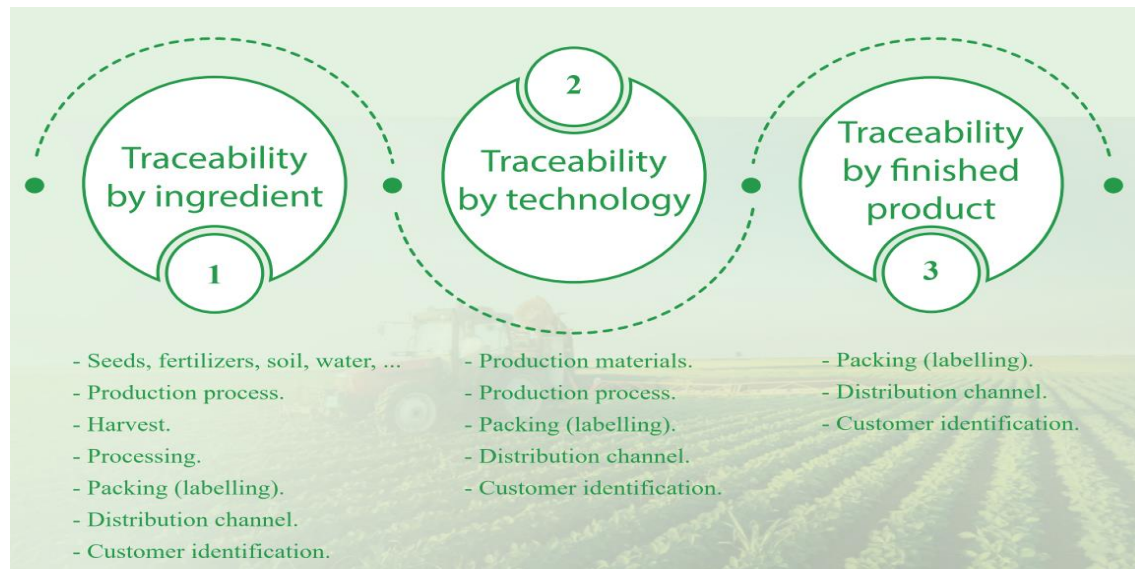 Traceability
by ingredient
1
- Seeds, fertilizers, soil, water, ...
- Production process.
- Harvest.
- Processing.
- Packing (labelling).
- Distribution channel.
- Customer identification.
2
Traceability
by technology
- Production materials.
- Production process.
- Packing (labelling).
- Distribution channel.
- Customer identification.
Traceability
by finished
product
3
- Packing (labelling).
- Distribution channel.
- Customer identification.